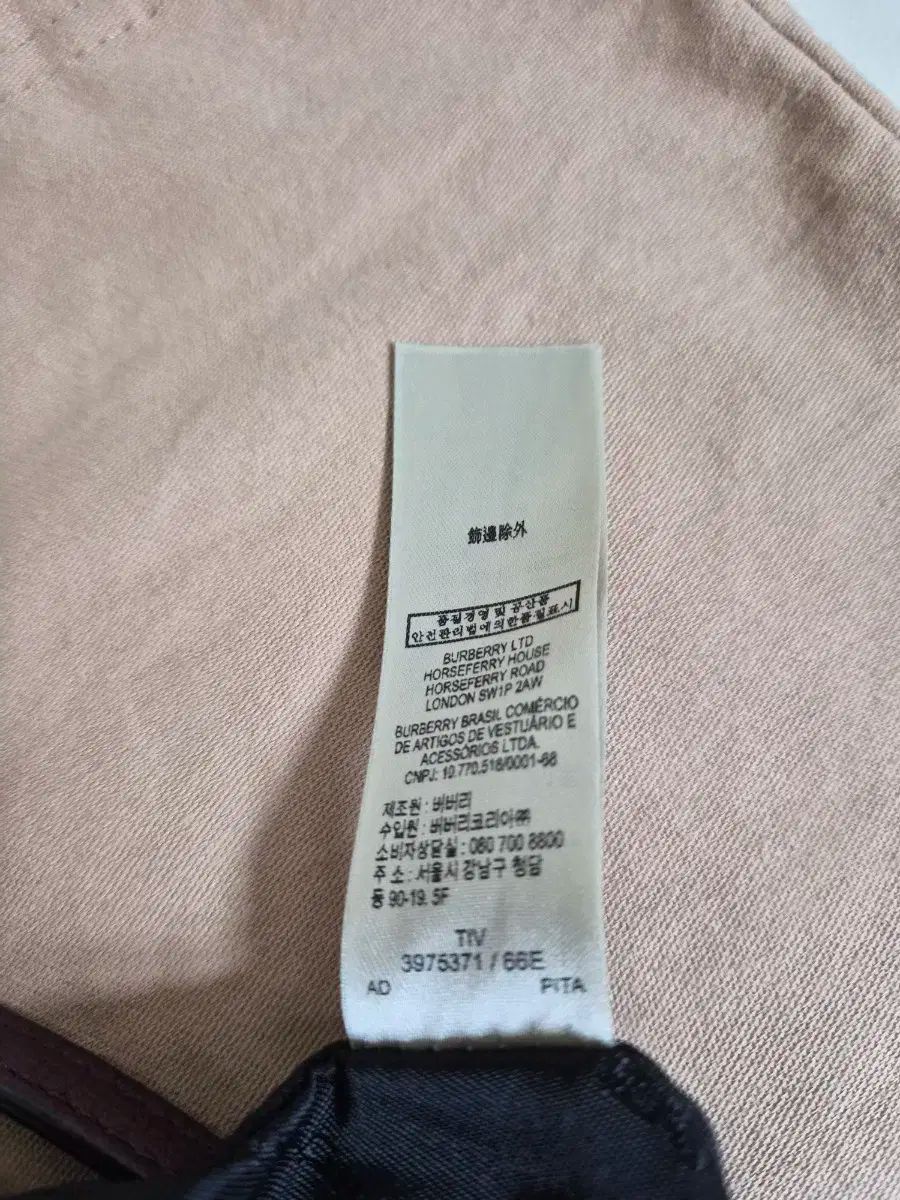 飾邊除外
품질경영 및 공산품
안전관리법에의한품질표시
BURBERRY LTD
HORSEFERRY HOUSE
HORSEFERRY ROAD
LONDON SW1P 2AW
BURBERRY BRASIL COMÉRCIO
DE ARTIGOS DE VESTUÁRIO E
ACESSÓRIOS LTDA.
CNPJ: 10.770.518/0001-68
제조원 : 버버리
수입원 : 버버리코리아㈜
소비자상담실 : 080 700 8800
주 소 : 서울시 강남구 청담
동 90-19. 5F
TIV
3975371 / 66E
AD PITA